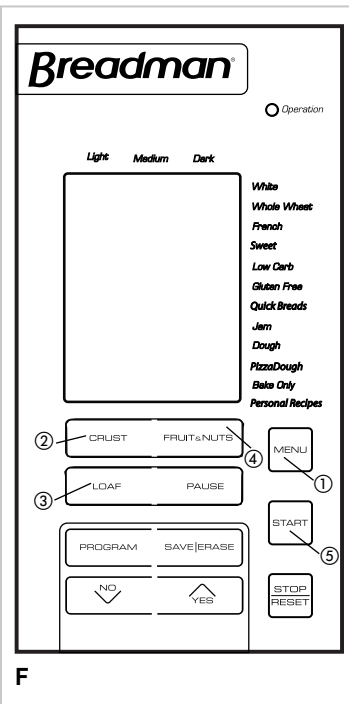 Breadman®
Operation
Light Medium Dark
White
Whole Wheat
French
Sweet
Low Carb
Gluten Free
Quick Breads
Jam
Dough
PizzaDough
Bake Only
Personal Recipes
② CRUST FRUIT&NUTS ④
MENU ①
③ LOAF PAUSE
START ⑤
PROGRAM SAVE|ERASE
NO YES
STOP
RESET
F